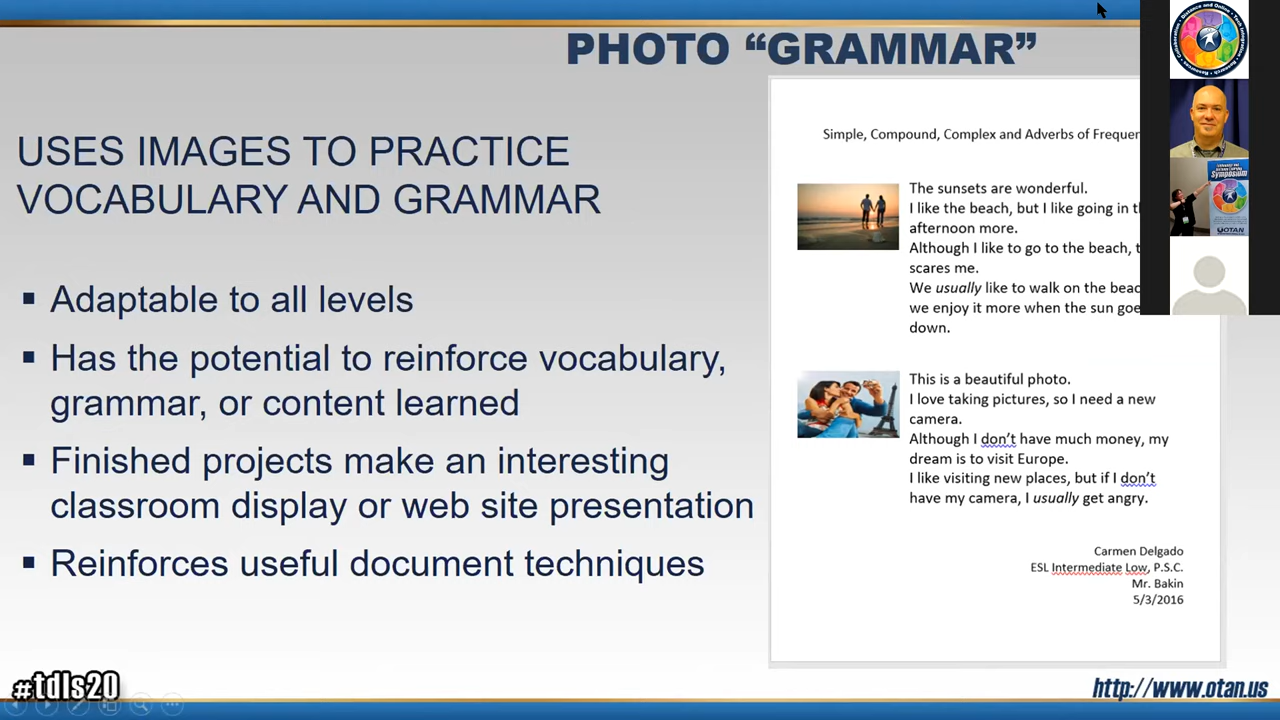 PHOTO “GRAMMAR”
USES IMAGES TO PRACTICE
VOCABULARY AND GRAMMAR
▪ Adaptable to all levels
▪ Has the potential to reinforce vocabulary,
grammar, or content learned
▪ Finished projects make an interesting
classroom display or web site presentation
▪ Reinforces useful document techniques
Simple, Compound, Complex and Adverbs of
The sunsets are wonderful.
I like the beach, but I like going in
afternoon more.
Although I like to go to the beach,
scares me.
We usually like to walk on the
we enjoy it more when the sun
down.
This is a beautiful photo.
I love taking pictures, so I need a new
camera.
Although I don’t have much money, my
dream is to visit Europe.
I like visiting new places, but if I don’t
have my camera, I usually get angry.
Carmen Delgado
ESL Intermediate Low, P.S.C.
Mr. Bakin
5/3/2016
Symposium
OTAN
#tdls20
http://www.otan.us